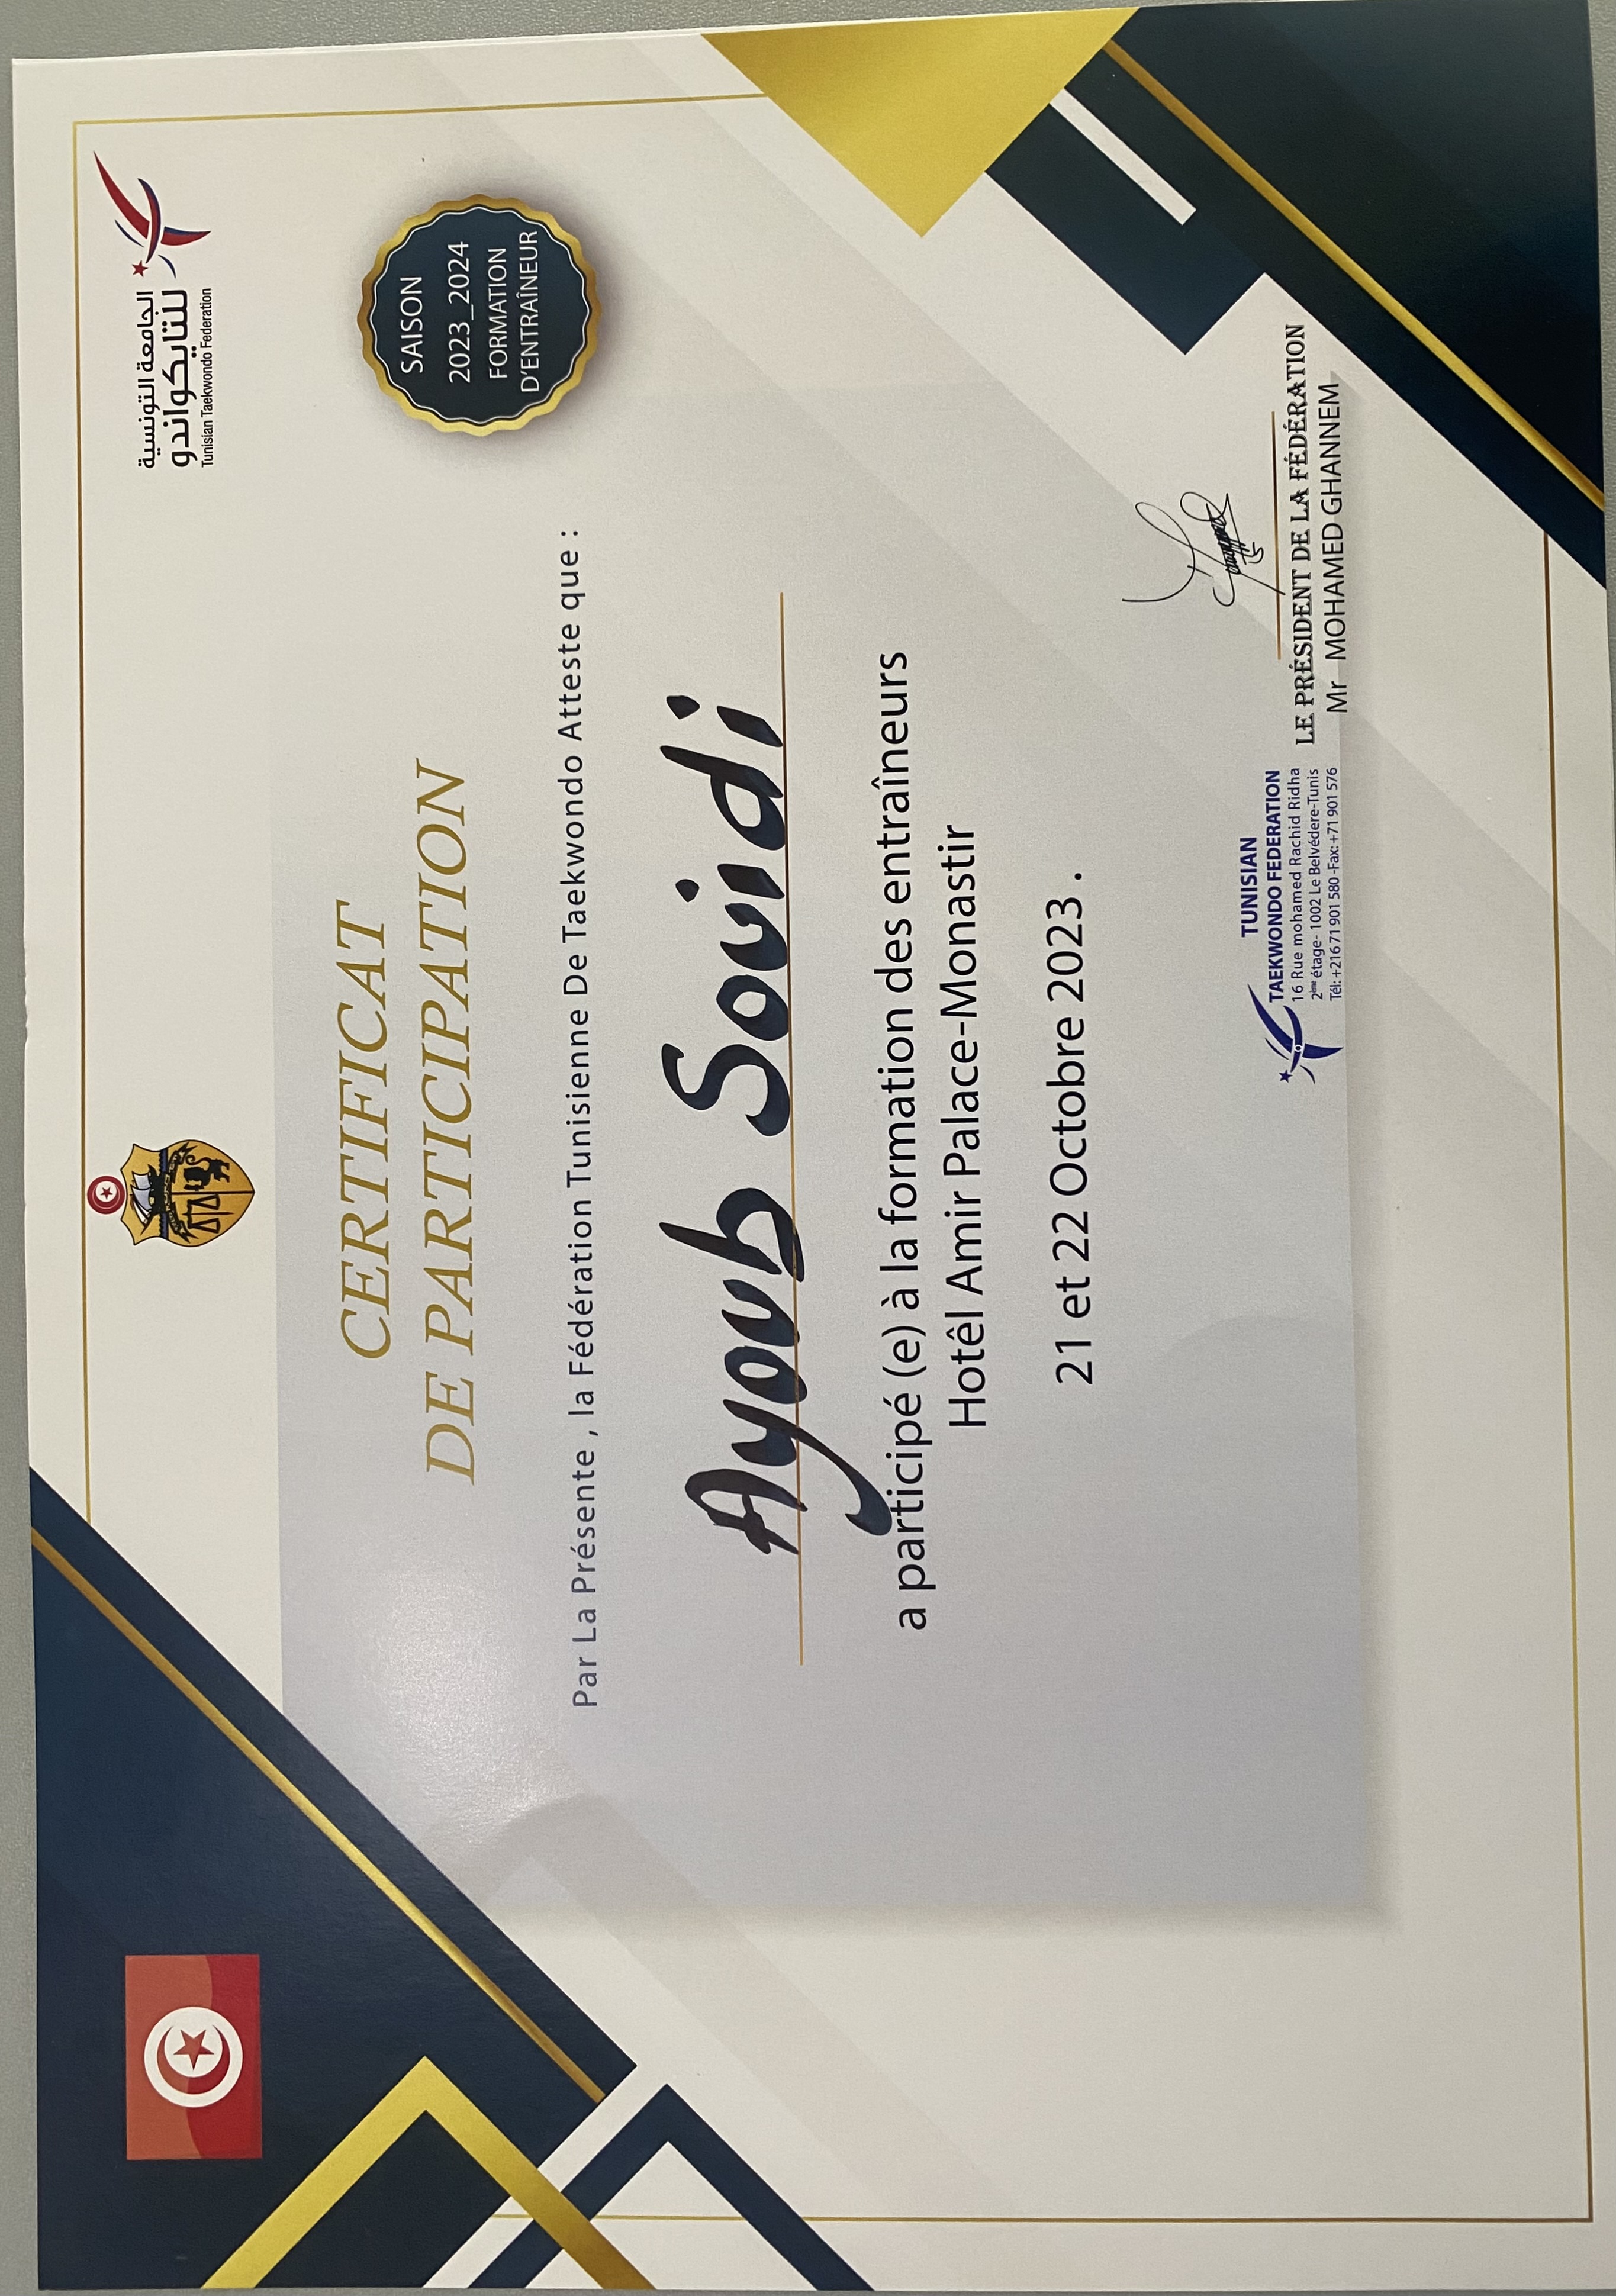 الجامعة التونسية
للتايكواندو
Tunisian Taekwondo Federation
SAISON
2023_2024
FORMATION
D'ENTRAÎNEUR
CERTIFICAT
DE PARTICIPATION
Par La Présente , la Fédération Tunisienne De Taekwondo Atteste que :
Ayoub Souidi
a participé (e) à la formation des entraîneurs
Hotêl Amir Palace-Monastir
21 et 22 Octobre 2023 .
TUNISIAN
TAEKWONDO FEDERATION
16 Rue mohamed Rachid Ridha
2ème étage- 1002 Le Belvédere-Tunis
Tél: +216 71 901 580 -Fax: +71 901 576
LE PRÉSIDENT DE LA FÉDÉRATION
Mr MOHAMED GHANNEM